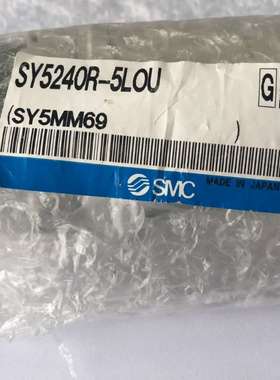 SY5240R-5LOU
G
(SY5MM69 )
SMC
MADE IN JAPAN